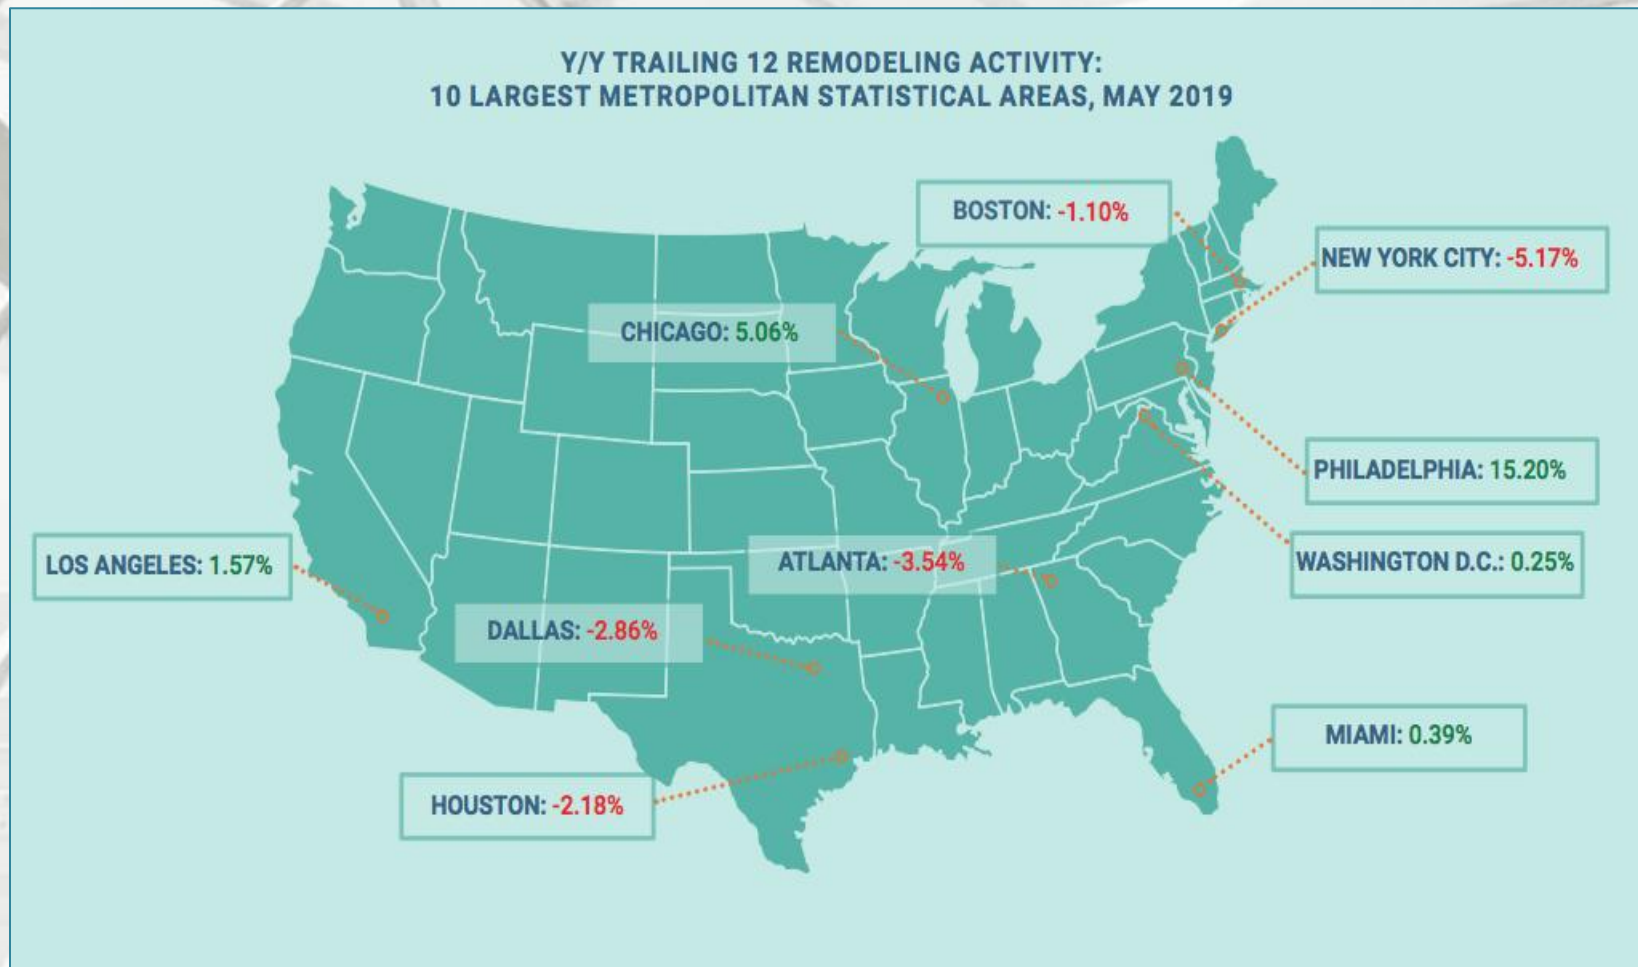 Y/Y TRAILING 12 REMODELING ACTIVITY:
10 LARGEST METROPOLITAN STATISTICAL AREAS, MAY 2019
BOSTON: -1.10%
NEW YORK CITY: -5.17%
CHICAGO: 5.06%
PHILADELPHIA: 15.20%
LOS ANGELES: 1.57%
ATLANTA: -3.54%
WASHINGTON D.C.: 0.25%
DALLAS: -2.86%
MIAMI: 0.39%
HOUSTON: -2.18%